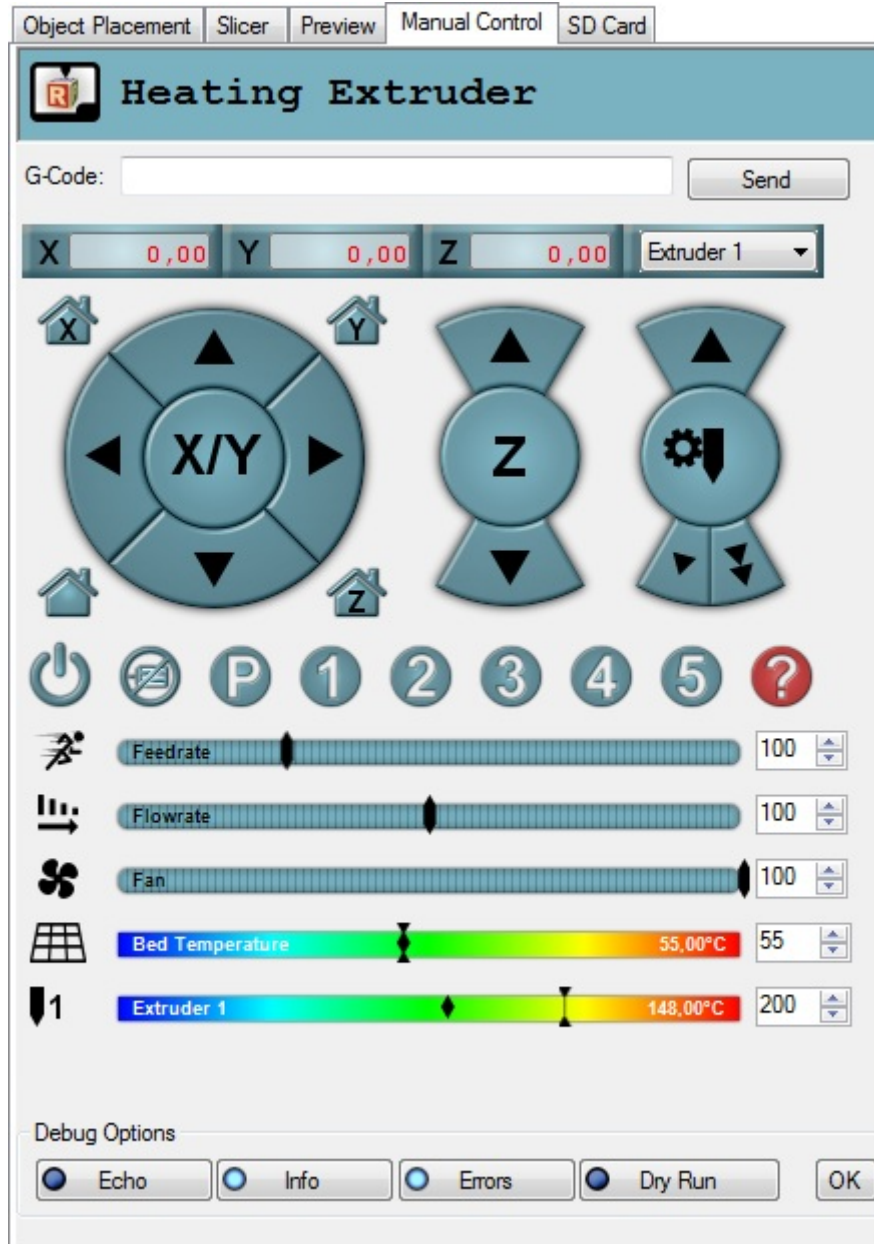 Object Placement Slicer Preview Manual Control SD Card
R Heating Extruder
G-Code: Send
X 0,00 Y 0,00 Z 0,00 Extruder 1
X Y
X/Y Z
Z
P 1 2 3 4 5 ?
Feedrate 100
Flowrate 100
Fan 100
Bed Temperature 55,00°C 55
1 Extruder 1 148,00°C 200
Debug Options
Echo Info Errors Dry Run OK